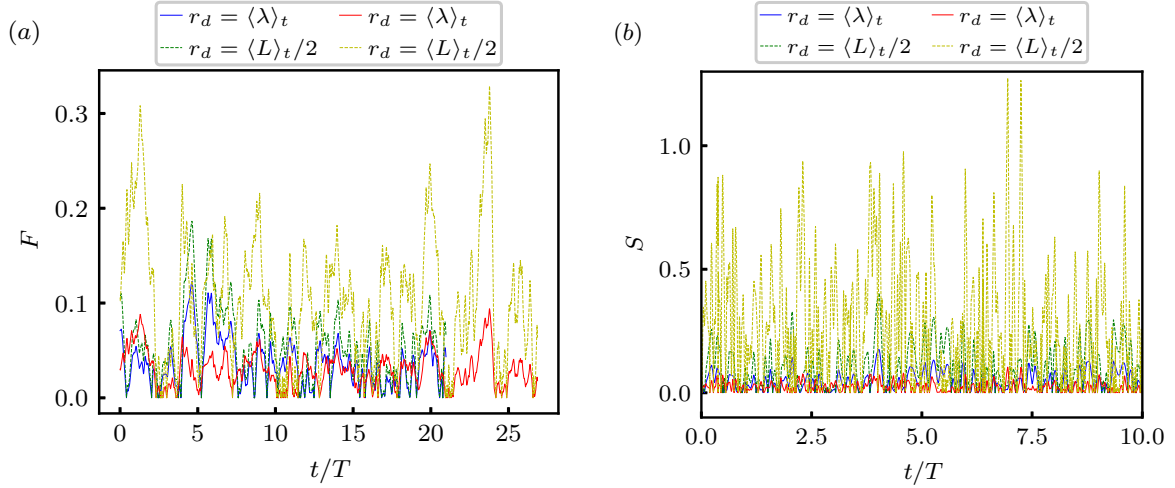 (a)
r_d = ⟨λ⟩_t r_d = ⟨λ⟩_t
r_d = ⟨L⟩_t/2 r_d = ⟨L⟩_t/2
F
0.3
0.2
0.1
0.0
0 5 10 15 20 25
t/T
(b)
r_d = ⟨λ⟩_t r_d = ⟨λ⟩_t
r_d = ⟨L⟩_t/2 r_d = ⟨L⟩_t/2
S
1.0
0.5
0.0
0.0 2.5 5.0 7.5 10.0
t/T